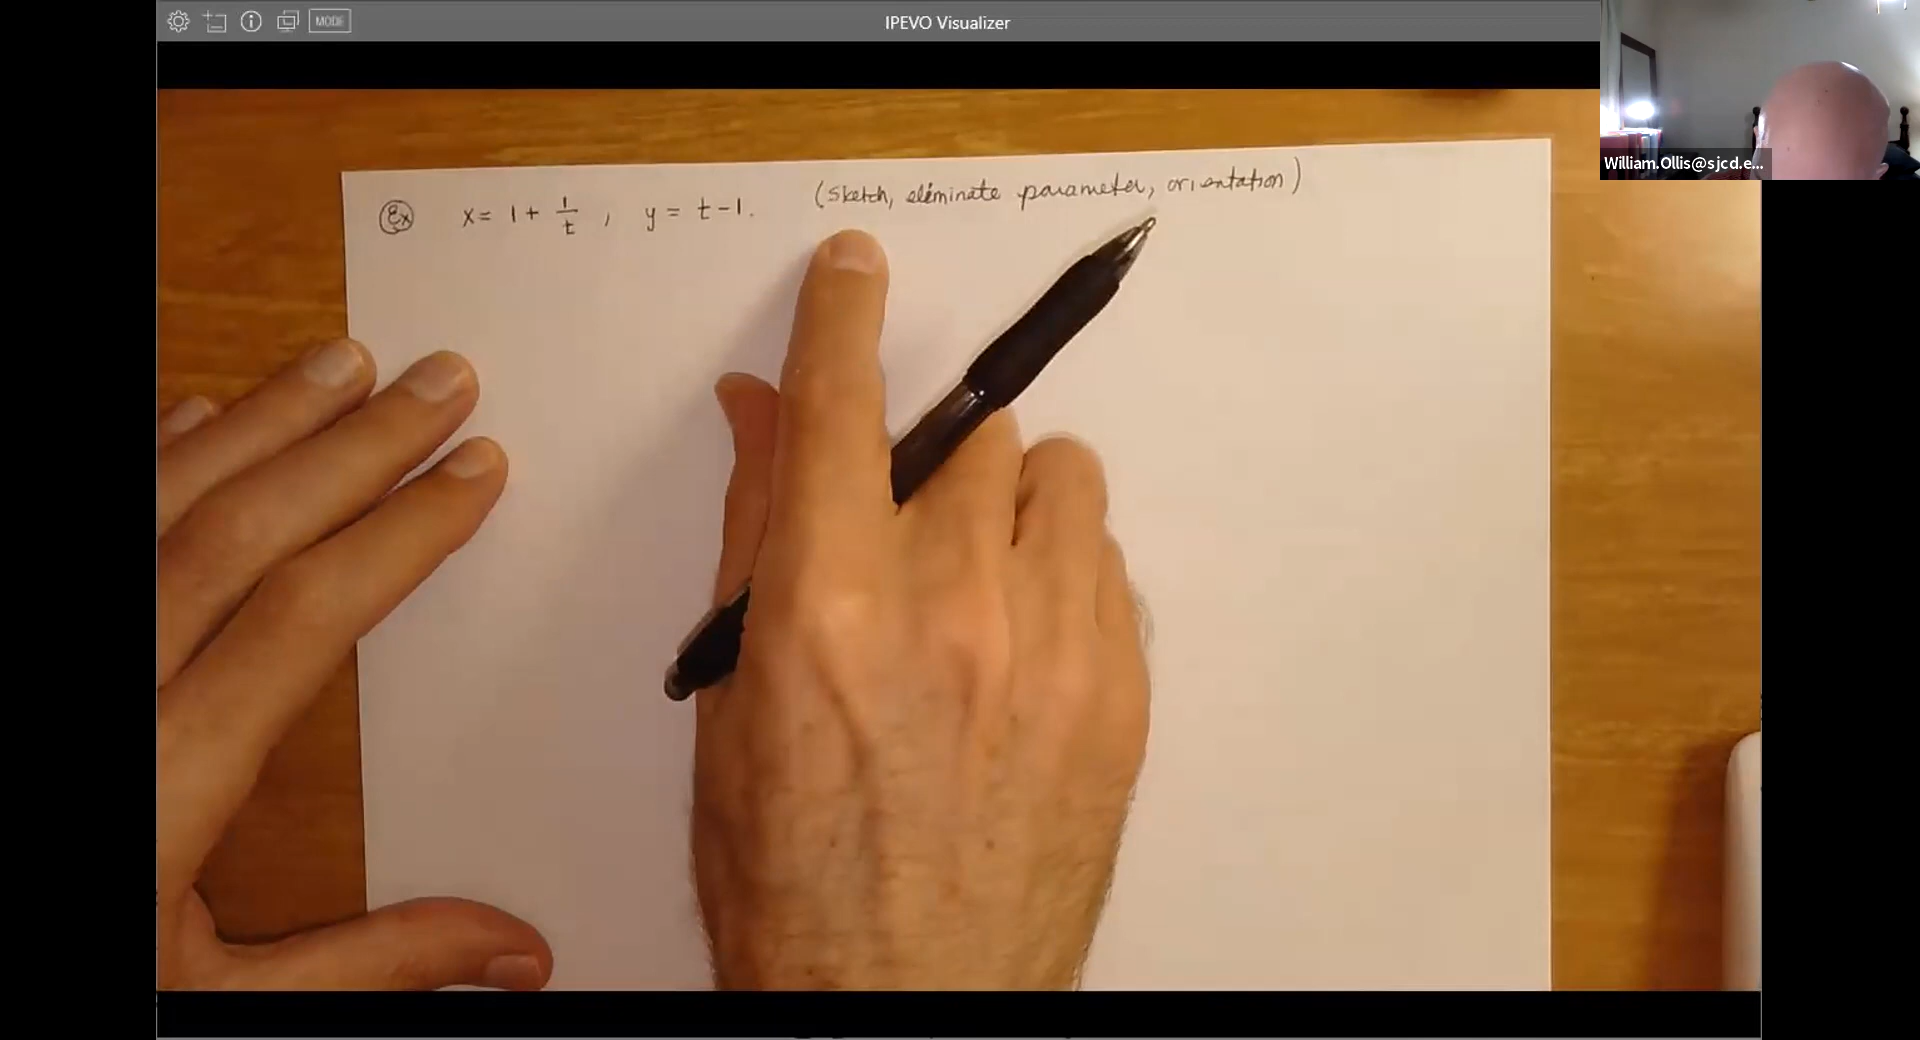 MODE
IPEVO Visualizer
William.Ollis@sjcd.e...
Ex x = 1 + 1/t , y = t - 1. (sketch, eliminate parameter, orientation)